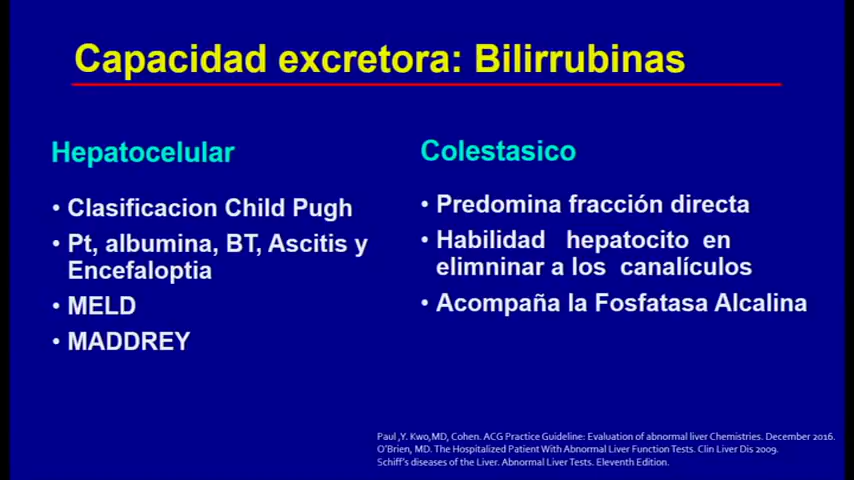 Capacidad excretora: Bilirrubinas
Hepatocelular
• Clasificacion Child Pugh
• Pt, albumina, BT, Ascitis y
Encefaloptia
• MELD
• MADDREY
Colestasico
• Predomina fracción directa
• Habilidad hepatocito en
elimninar a los canalículos
• Acompaña la Fosfatasa Alcalina
Paul ,Y. Kwo,MD, Cohen. ACG Practice Guideline: Evaluation of abnormal liver Chemistries. December 2016.
O'Brien, MD. The Hospitalized Patient With Abnormal Liver Function Tests. Clin Liver Dis 2009.
Schiff's diseases of the Liver. Abnormal Liver Tests. Eleventh Edition.